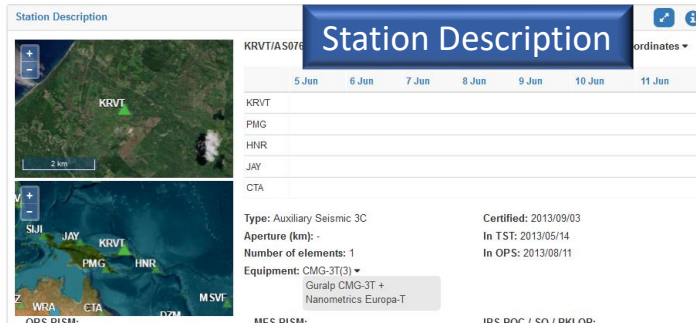 Station Description
Station Description
KRVT/AS076
ordinates
5 Jun 6 Jun 7 Jun 8 Jun 9 Jun 10 Jun 11 Jun
KRVT
PMG
HNR
JAY
CTA
+
−
KRVT
2 km
+
−
SIJI
JAY
KRVT
PMG
HNR
WRA
CTA
DZM
MSVF
Type: Auxiliary Seismic 3C
Certified: 2013/09/03
Aperture (km): -
In TST: 2013/05/14
Number of elements: 1
In OPS: 2013/08/11
Equipment: CMG-3T(3)
Guralp CMG-3T +
Nanometrics Europa-T